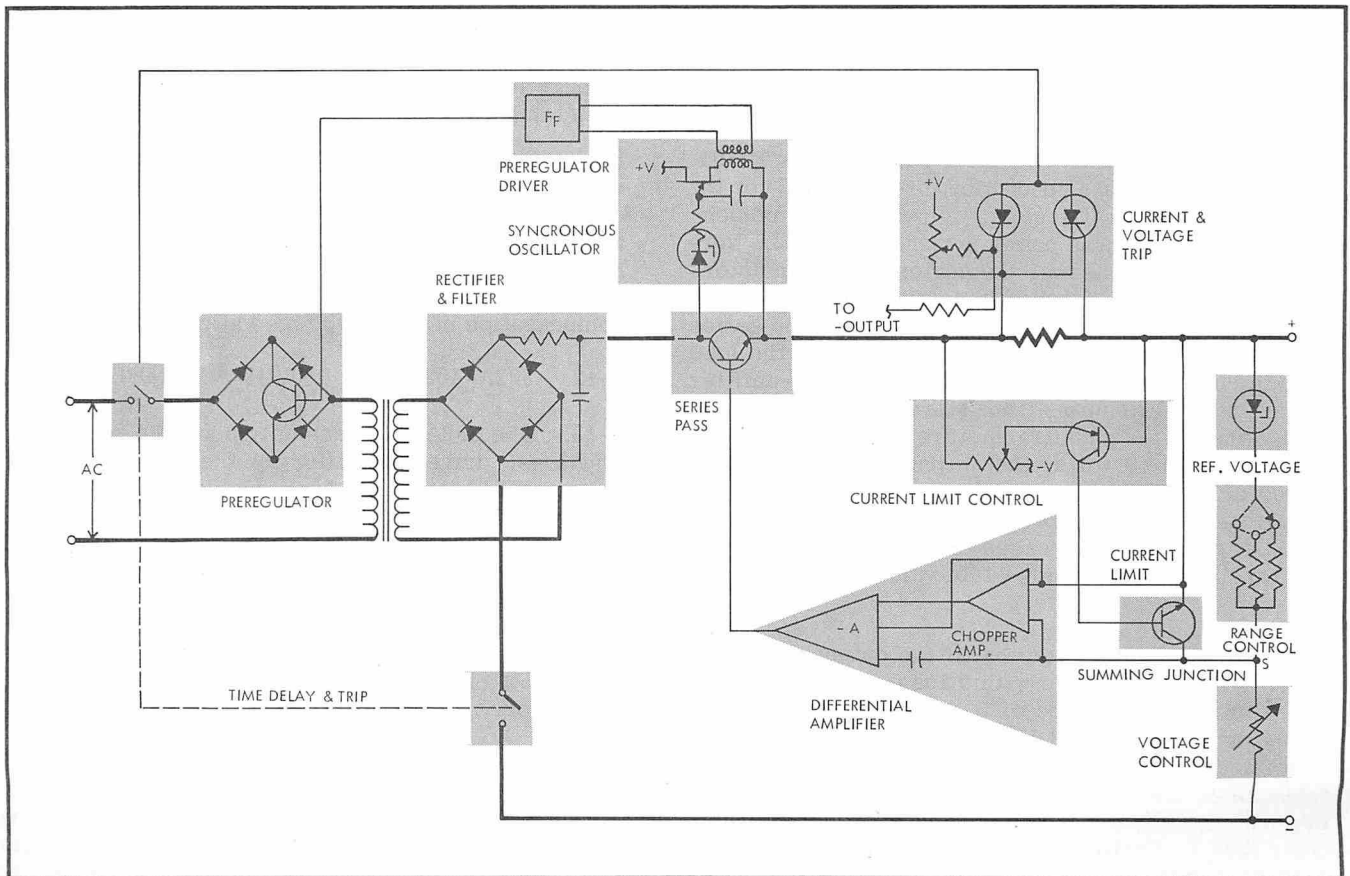 FF
PREREGULATOR
DRIVER
+V
SYNCRONOUS
OSCILLATOR
+V
CURRENT &
VOLTAGE
TRIP
RECTIFIER
& FILTER
TO
-OUTPUT
+
SERIES
PASS
AC
PREREGULATOR
-V
CURRENT LIMIT CONTROL
REF. VOLTAGE
CURRENT
LIMIT
- A
CHOPPER
AMP.
RANGE
CONTROL
S
SUMMING JUNCTION
TIME DELAY & TRIP
DIFFERENTIAL
AMPLIFIER
VOLTAGE
CONTROL
-